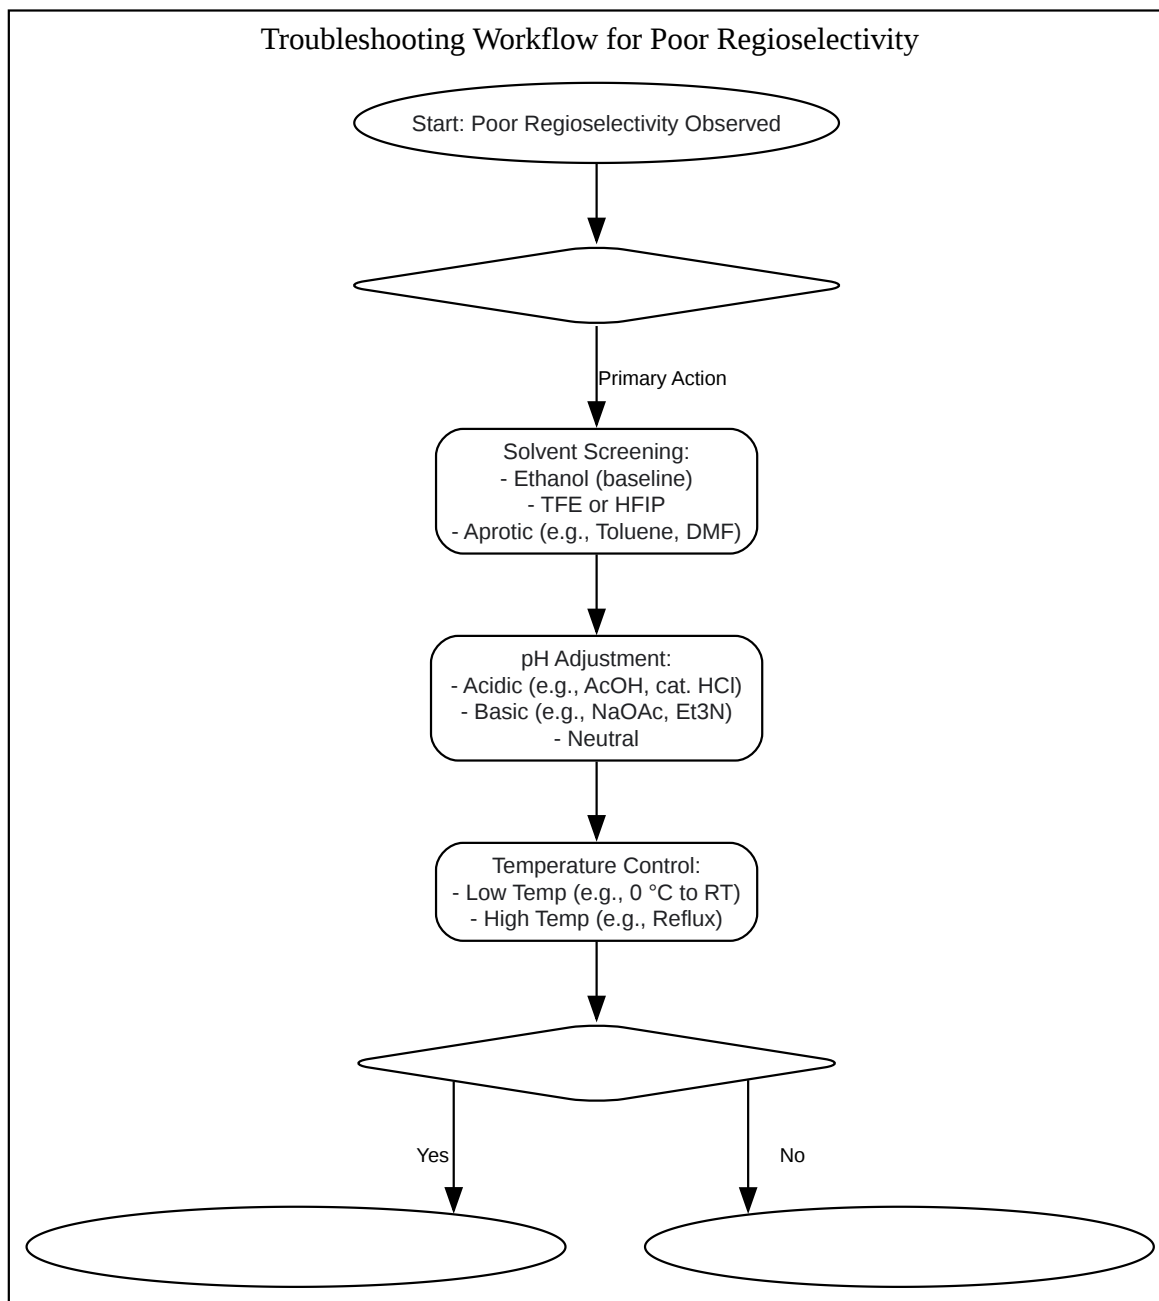 Troubleshooting Workflow for Poor Regioselectivity
Start: Poor Regioselectivity Observed
Primary Action
Solvent Screening:
- Ethanol (baseline)
- TFE or HFIP
- Aprotic (e.g., Toluene, DMF)
pH Adjustment:
- Acidic (e.g., AcOH, cat. HCl)
- Basic (e.g., NaOAc, Et3N)
- Neutral
Temperature Control:
- Low Temp (e.g., 0 °C to RT)
- High Temp (e.g., Reflux)
Yes
No